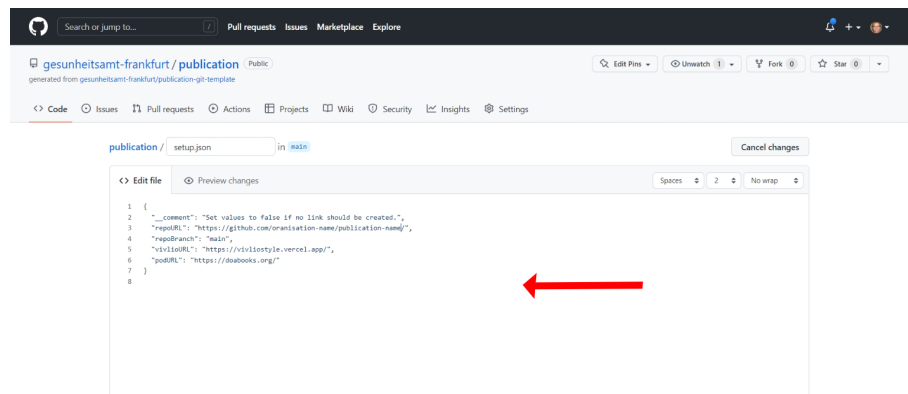 Search or jump to... / Pull requests Issues Marketplace Explore
gesunheitsamt-frankfurt / publication Public
Edit Pins Unwatch 1 Fork 0 Star 0
generated from gesunheitsamt-frankfurt/publication-git-template
<> Code Issues Pull requests Actions Projects Wiki Security Insights Settings
publication / setup.json in main Cancel changes
<> Edit file Preview changes Spaces 2 No wrap
1 {
2 "__comment": "Set values to false if no link should be created.",
3 "repoURL": "https://github.com/oranisation-name/publication-name/",
4 "repoBranch": "main",
5 "vivlioURL": "https://vivliostyle.vercel.app/",
6 "podURL": "https://doabooks.org/"
7 }
8